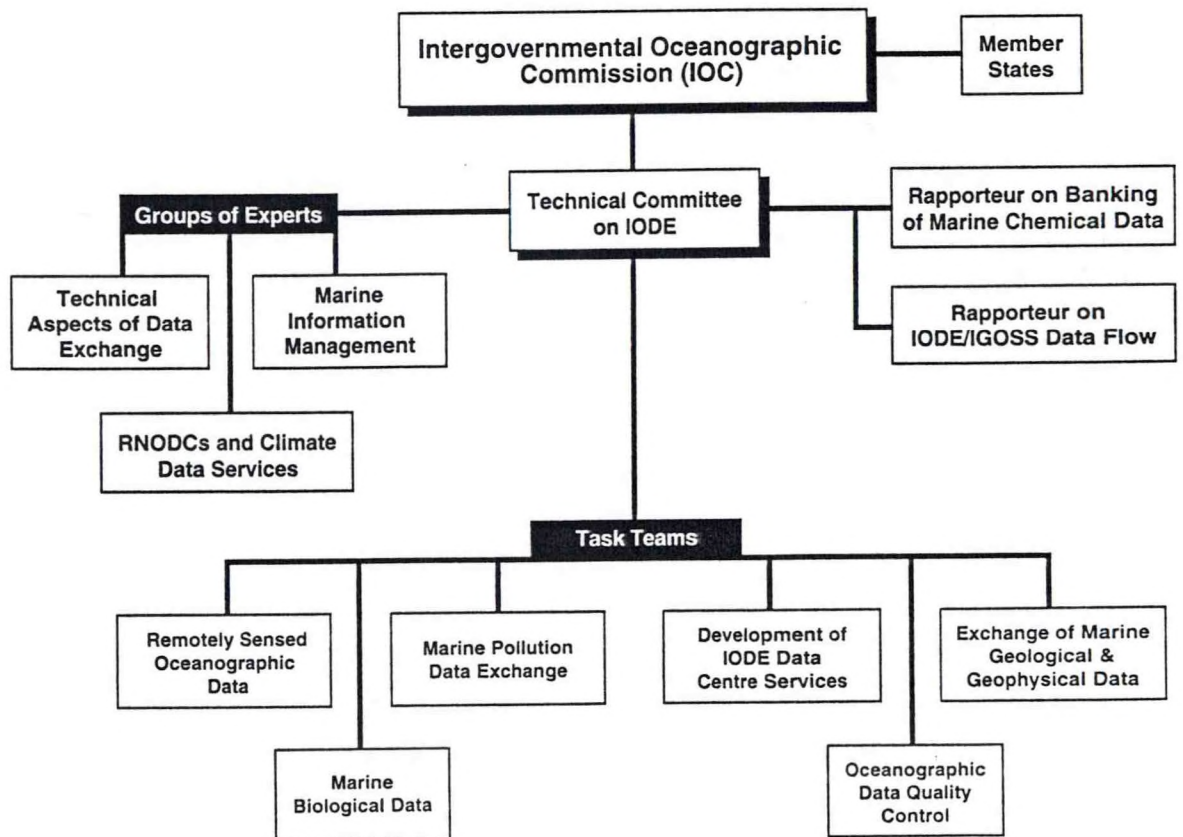 Intergovernmental Oceanographic
Commission (IOC)
Member
States
Technical Committee
on IODE
Groups of Experts
Rapporteur on Banking
of Marine Chemical Data
Technical
Aspects of Data
Exchange
Marine
Information
Management
Rapporteur on
IODE/IGOSS Data Flow
RNODCs and Climate
Data Services
Task Teams
Remotely Sensed
Oceanographic
Data
Marine Pollution
Data Exchange
Development of
IODE Data
Centre Services
Exchange of Marine
Geological &
Geophysical Data
Marine
Biological Data
Oceanographic
Data Quality
Control